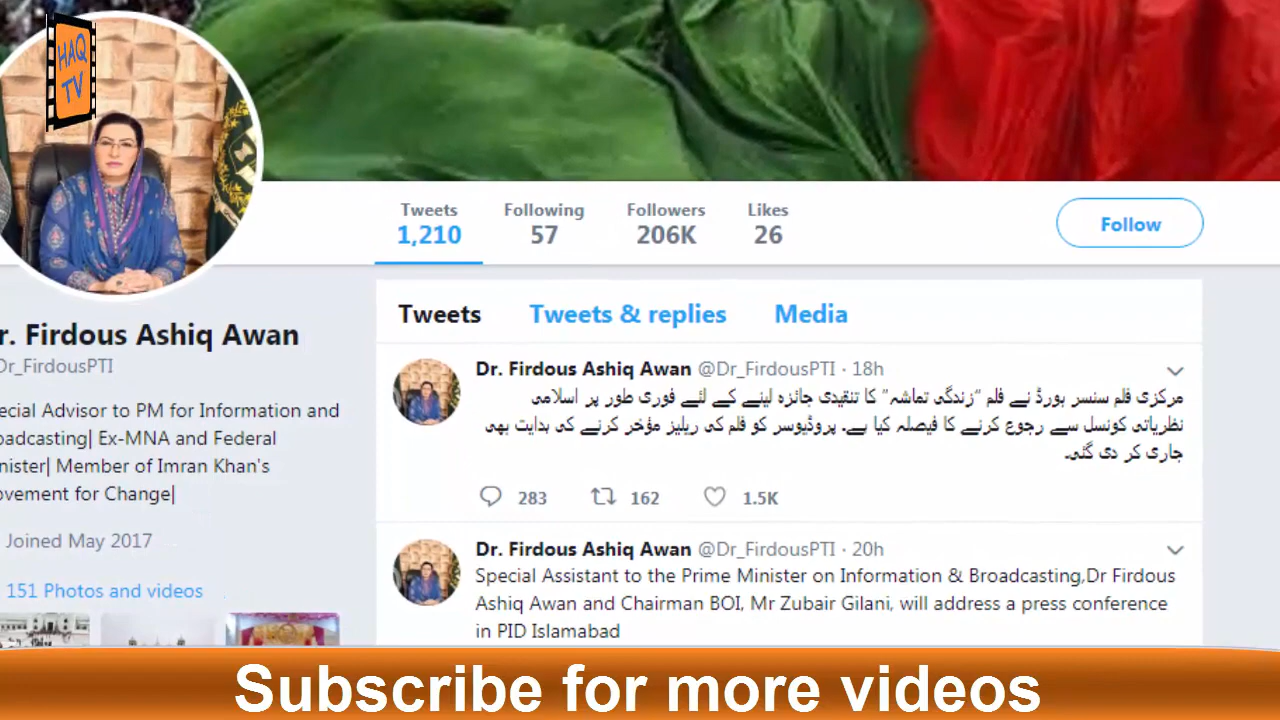 HAQ
TV
Tweets
1,210
Following
57
Followers
206K
Likes
26
Follow
r. Firdous Ashiq Awan
Dr_FirdousPTI
ecial Advisor to PM for Information and
oadcasting| Ex-MNA and Federal
nister| Member of Imran Khan's
ovement for Change|
Joined May 2017
151 Photos and videos
Tweets Tweets & replies Media
Dr. Firdous Ashiq Awan @Dr_FirdousPTI · 18h
مرکزی فلم سنسر بورڈ نے فلم "زندگی تماشہ" کا تنقیدی جائزہ لینے کے لئے فوری طور پر اسلامی
نظریاتی کونسل سے رجوع کرنے کا فیصلہ کیا ہے۔ پروڈیوسر کو فلم کی ریلیز مؤخر کرنے کی ہدایت بھی
جاری کر دی گئی۔
283 162 1.5K
Dr. Firdous Ashiq Awan @Dr_FirdousPTI · 20h
Special Assistant to the Prime Minister on Information & Broadcasting,Dr Firdous
Ashiq Awan and Chairman BOI, Mr Zubair Gilani, will address a press conference
in PID Islamabad
Subscribe for more videos